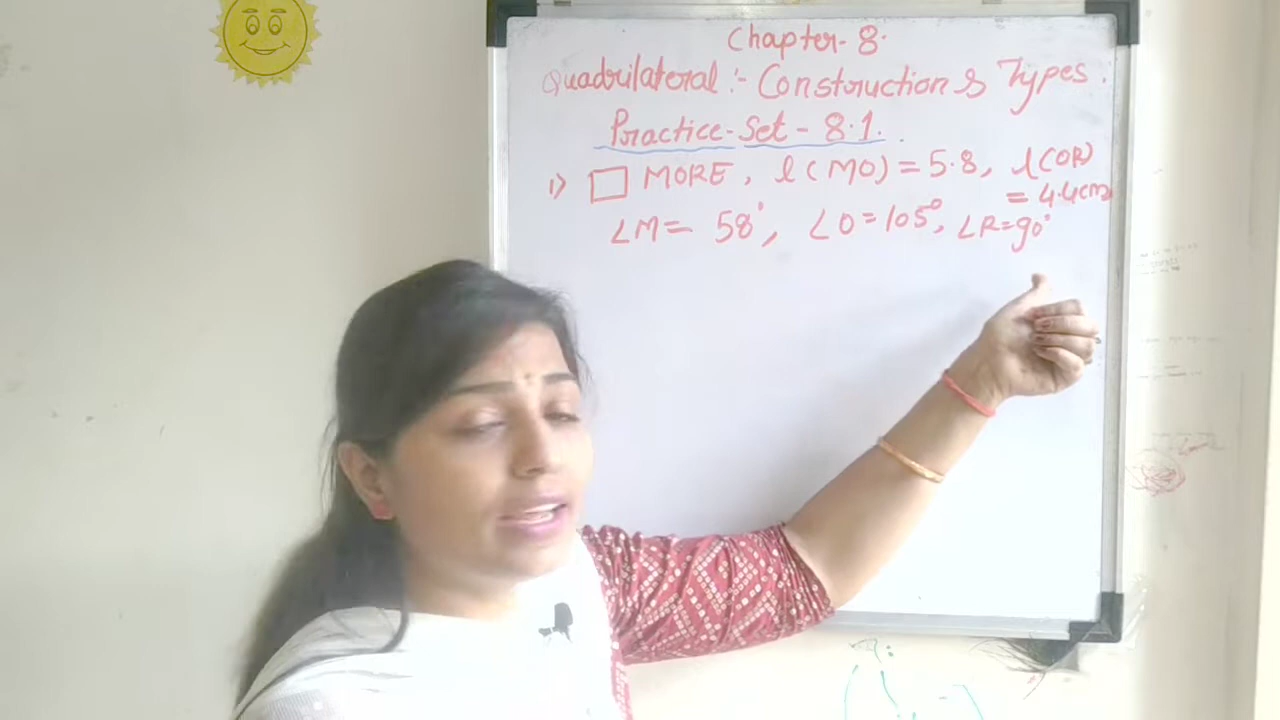 Chapter-8.
Quadrilateral :- Construction & Types.
Practice-Set-8.1.
1) □ MORE, l(MO) = 5.8, l(OR)
= 4.4cm
∠M= 58°, ∠O=105°, ∠R=90°